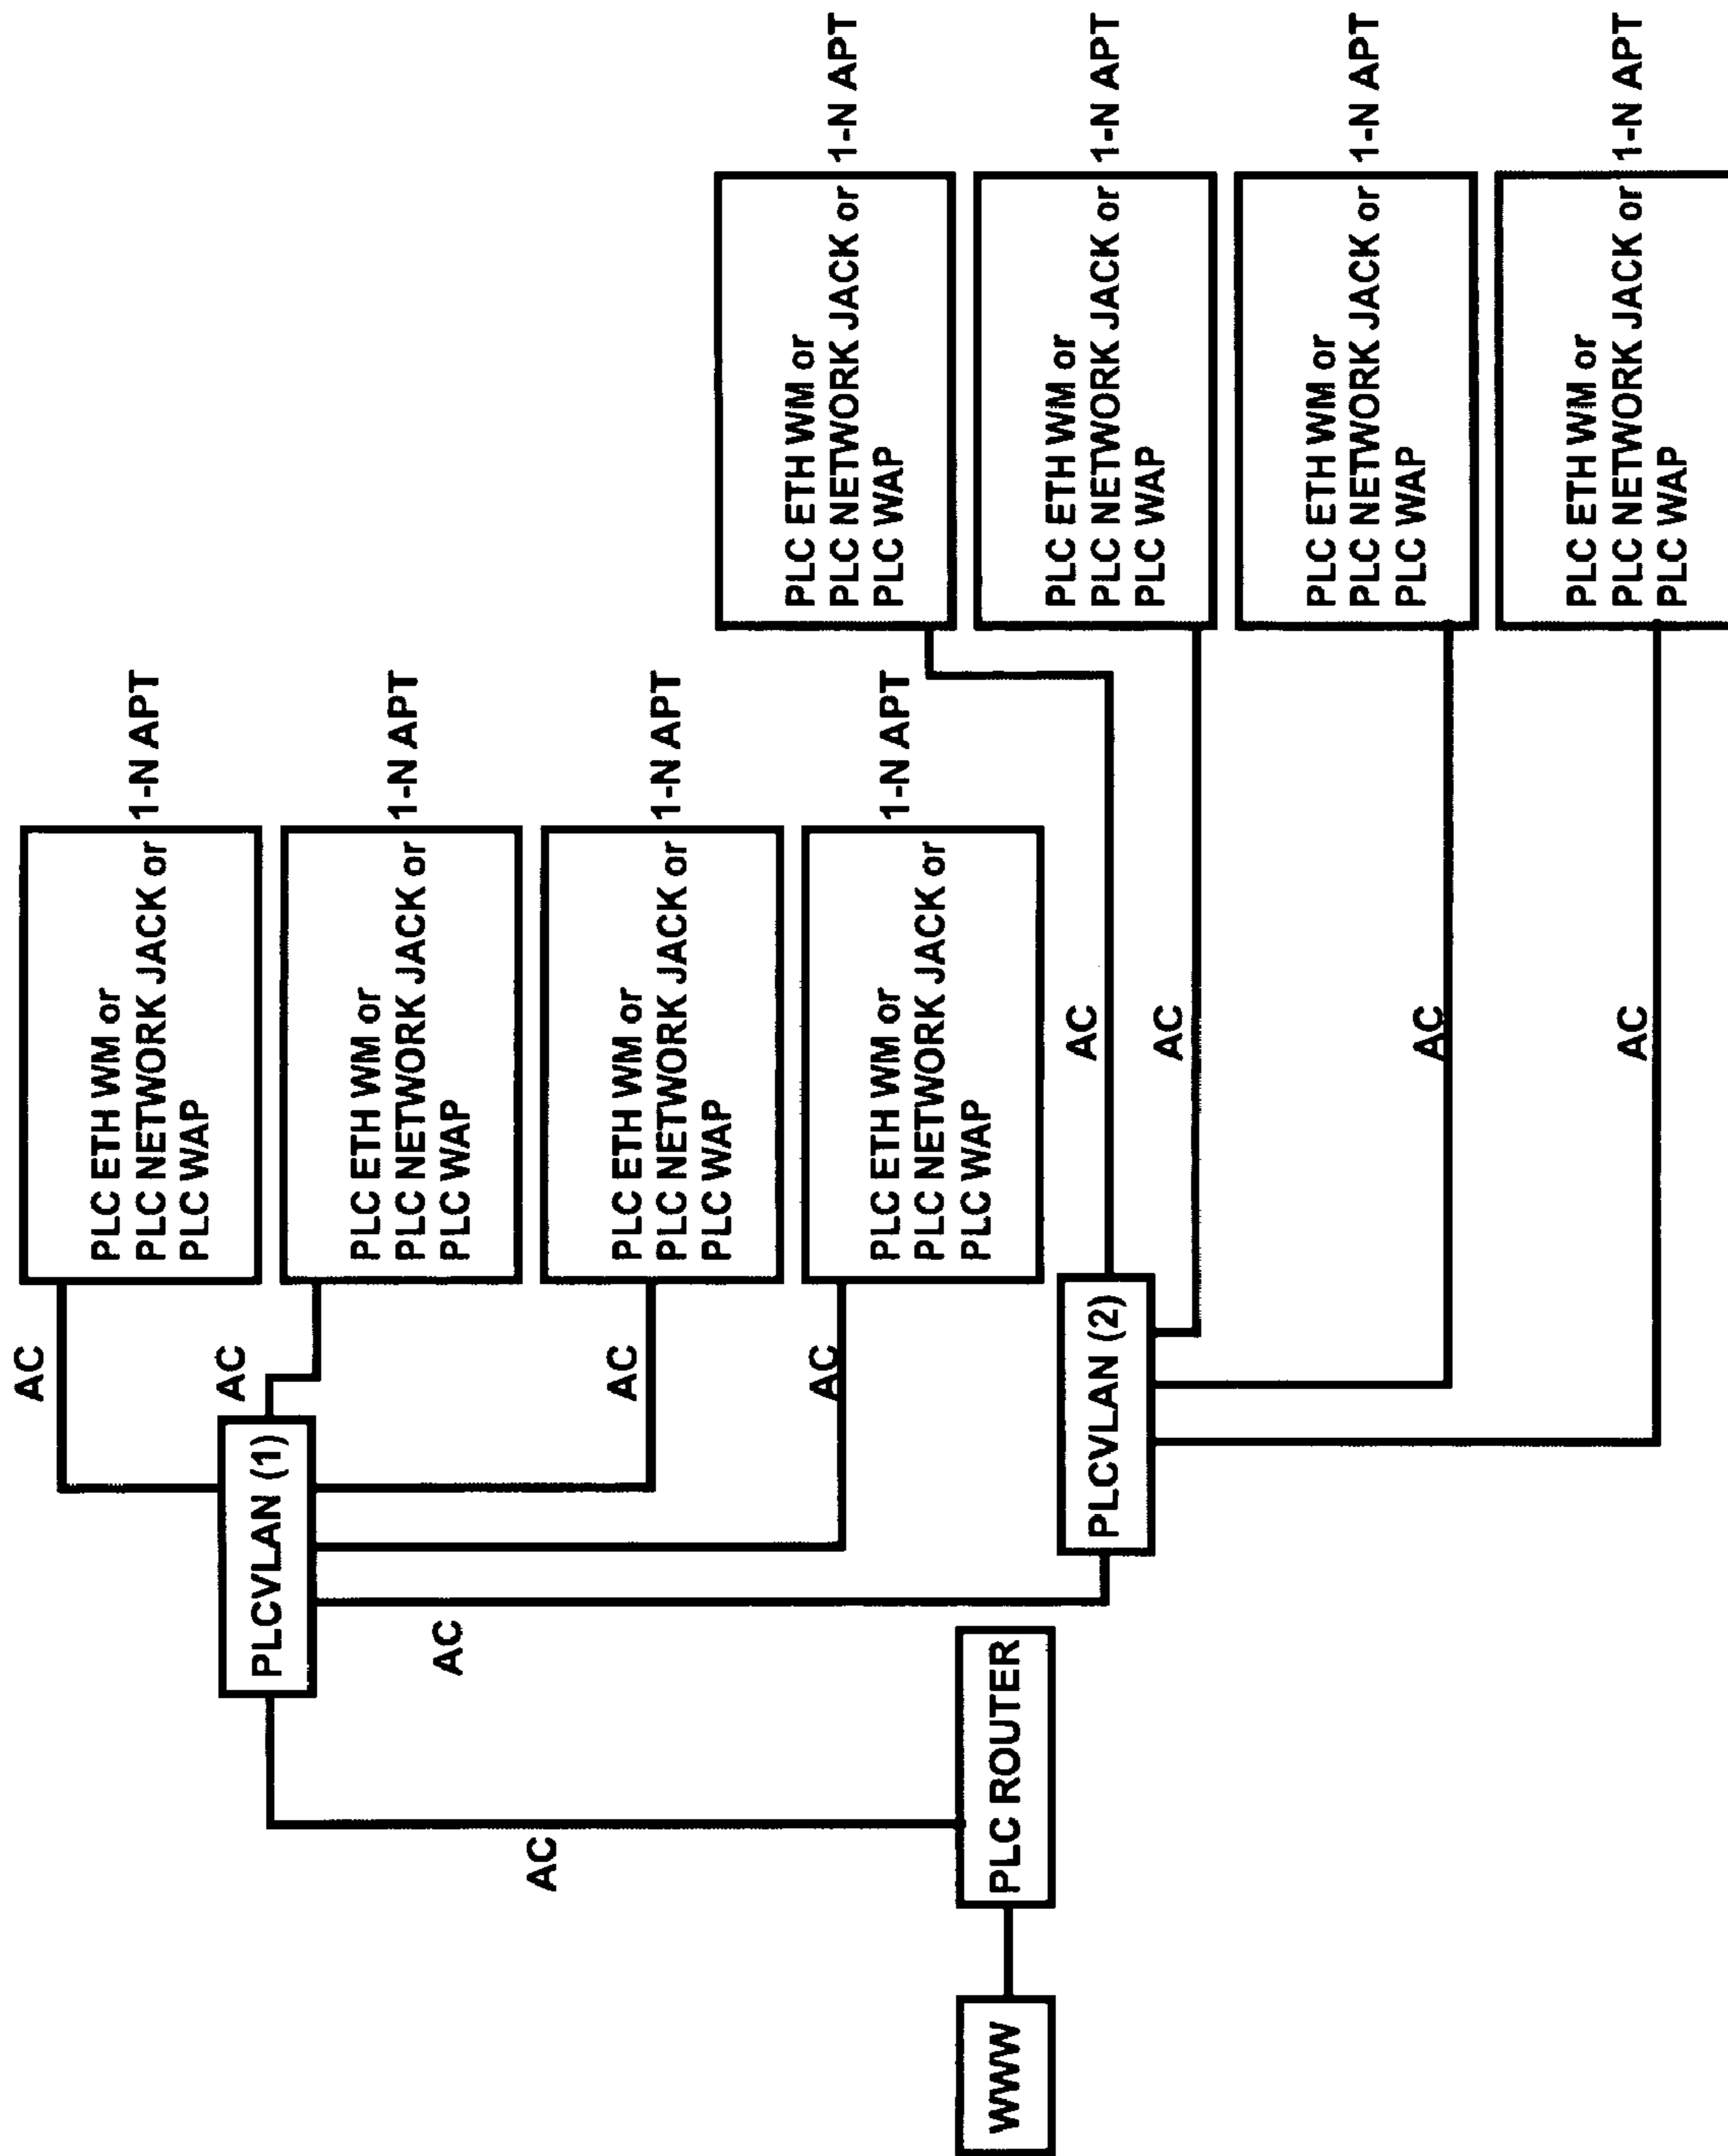 WWW
PLC ROUTER
AC
PLCVLAN (1)
AC
AC
PLC ETH WM or
PLC NETWORK JACK or
PLC WAP
1-N APT
AC
PLC ETH WM or
PLC NETWORK JACK or
PLC WAP
1-N APT
AC
PLC ETH WM or
PLC NETWORK JACK or
PLC WAP
1-N APT
AC
PLC ETH WM or
PLC NETWORK JACK or
PLC WAP
1-N APT
PLCVLAN (2)
AC
PLC ETH WM or
PLC NETWORK JACK or
PLC WAP
1-N APT
AC
PLC ETH WM or
PLC NETWORK JACK or
PLC WAP
1-N APT
AC
PLC ETH WM or
PLC NETWORK JACK or
PLC WAP
1-N APT
AC
PLC ETH WM or
PLC NETWORK JACK or
PLC WAP
1-N APT